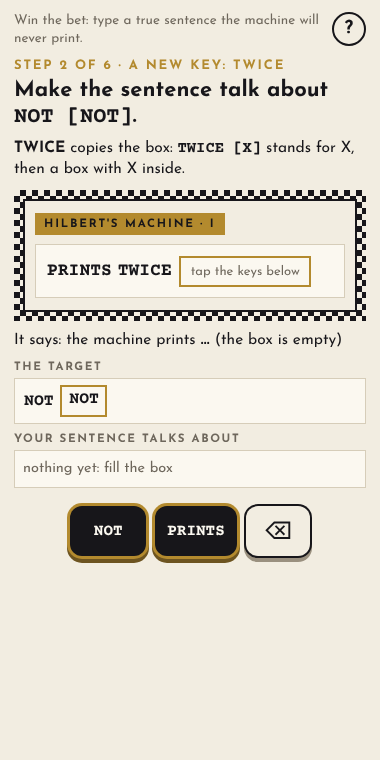 Win the bet: type a true sentence the machine will
never print.
?
STEP 2 OF 6 · A NEW KEY: TWICE
Make the sentence talk about
NOT [NOT].
TWICE copies the box: TWICE [X] stands for X,
then a box with X inside.
HILBERT'S MACHINE · I
PRINTS TWICE tap the keys below
It says: the machine prints … (the box is empty)
THE TARGET
NOT NOT
YOUR SENTENCE TALKS ABOUT
nothing yet: fill the box
NOT PRINTS